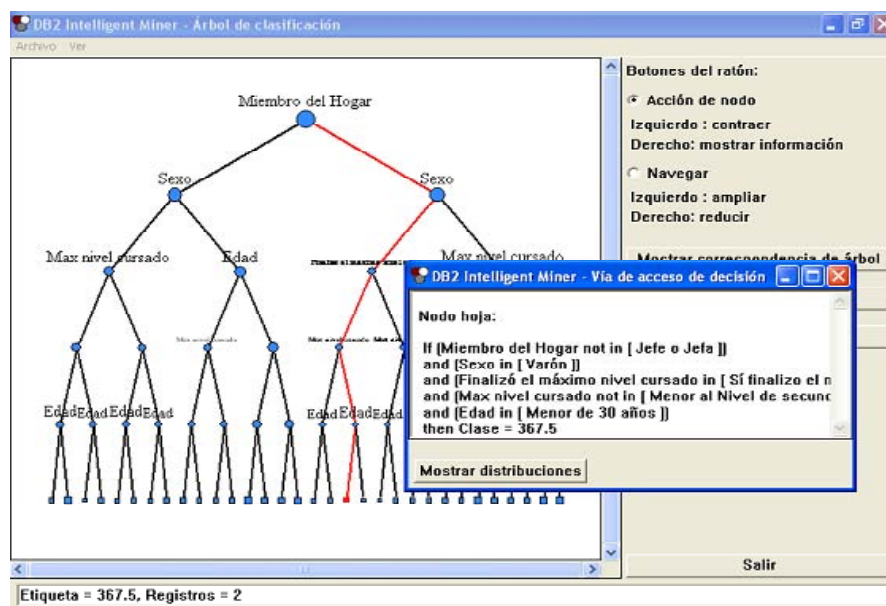 DB2 Intelligent Miner - Árbol de clasificación
Archivo Ver
Miembro del Hogar
Sexo
Sexo
Max nivel cursado
Edad
Max nivel cursado
Edad
Edad
Edad
Edad
Edad
Edad
Edad
Botones del ratón:
Acción de nodo
Izquierdo : contraer
Derecho: mostrar información
Navegar
Izquierdo : ampliar
Derecho: reducir
Mostrar correspondencia de árbol
DB2 Intelligent Miner - Vía de acceso de decisión
Nodo hoja:
If (Miembro del Hogar not in [ Jefe o Jefa ])
and (Sexo in [ Varón ])
and (Finalizó el máximo nivel cursado in [ Sí finalizo el n
and (Max nivel cursado not in [ Menor al Nivel de secund
and (Edad in [ Menor de 30 años ])
then Clase = 367.5
Mostrar distribuciones
Salir
Etiqueta = 367.5, Registros = 2